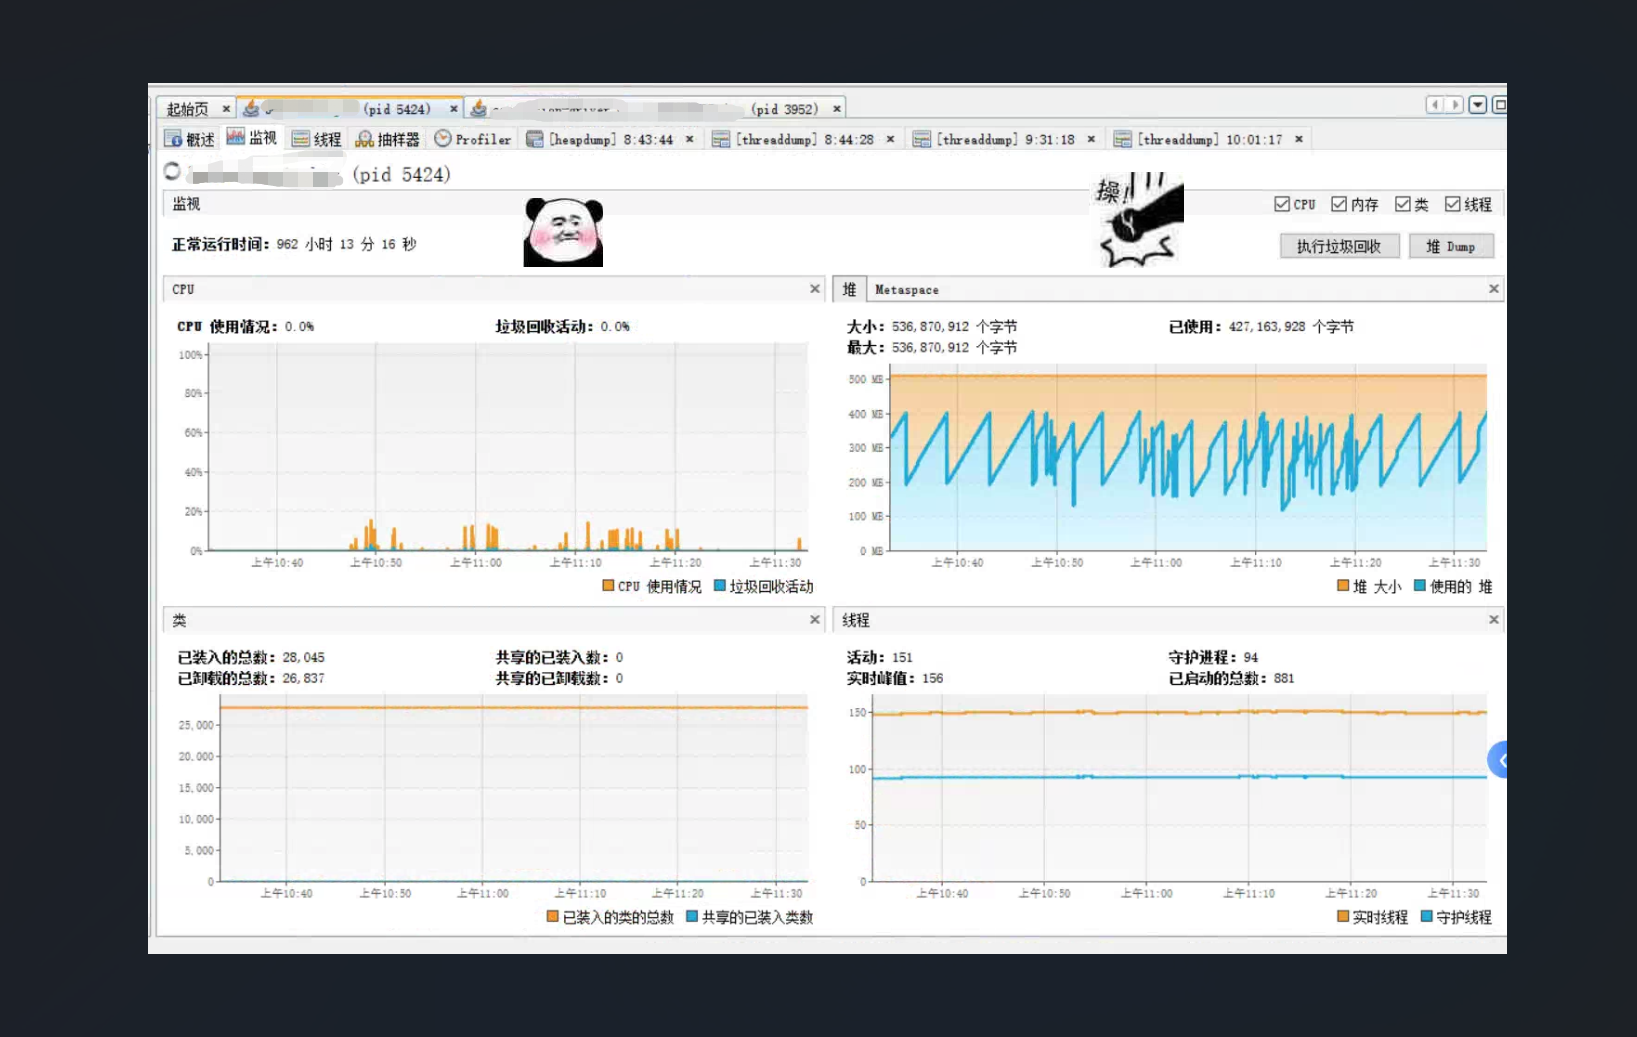 起始页 (pid 5424) (pid 3952)
概述 监视 线程 抽样器 Profiler [heapdump] 8:43:44 [threaddump] 8:44:28 [threaddump] 9:31:18 [threaddump] 10:01:17
(pid 5424)
操!
监视 CPU 内存 类 线程
正常运行时间: 962 小时 13 分 16 秒
执行垃圾回收 堆 Dump
CPU
CPU 使用情况: 0.0% 垃圾回收活动: 0.0%
100%
80%
60%
40%
20%
0%
上午10:40 上午10:50 上午11:00 上午11:10 上午11:20 上午11:30
CPU 使用情况 垃圾回收活动
堆 Metaspace
大小: 536,870,912 个字节 已使用: 427,163,928 个字节
最大: 536,870,912 个字节
500 MB
400 MB
300 MB
200 MB
100 MB
0 MB
上午10:40 上午10:50 上午11:00 上午11:10 上午11:20 上午11:30
堆 大小 使用的 堆
类
已装入的总数: 28,045 共享的已装入数: 0
已卸载的总数: 26,837 共享的已卸载数: 0
25,000
20,000
15,000
10,000
5,000
0
上午10:40 上午10:50 上午11:00 上午11:10 上午11:20 上午11:30
已装入的类的总数 共享的已装入类数
线程
活动: 151 守护进程: 94
实时峰值: 156 已启动的总数: 881
150
100
50
0
上午10:40 上午10:50 上午11:00 上午11:10 上午11:20 上午11:30
实时线程 守护线程